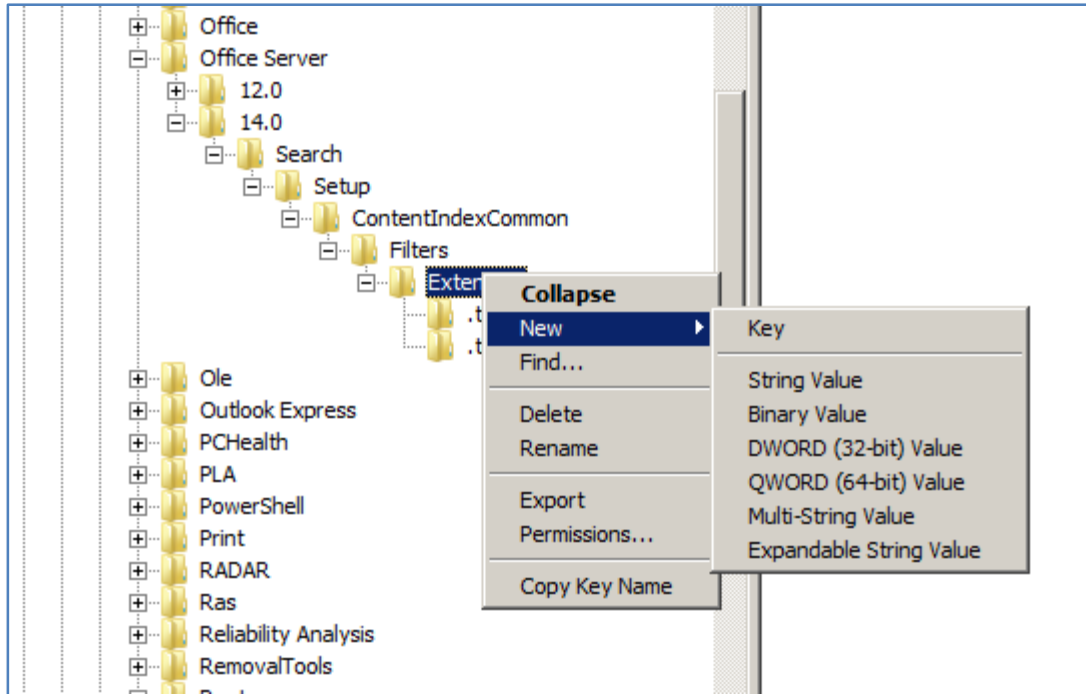 Office
Office Server
12.0
14.0
Search
Setup
ContentIndexCommon
Filters
Exten
.t
.t
Collapse
New
Find...
Delete
Rename
Export
Permissions...
Copy Key Name
Key
String Value
Binary Value
DWORD (32-bit) Value
QWORD (64-bit) Value
Multi-String Value
Expandable String Value
Ole
Outlook Express
PCHealth
PLA
PowerShell
Print
RADAR
Ras
Reliability Analysis
RemovalTools